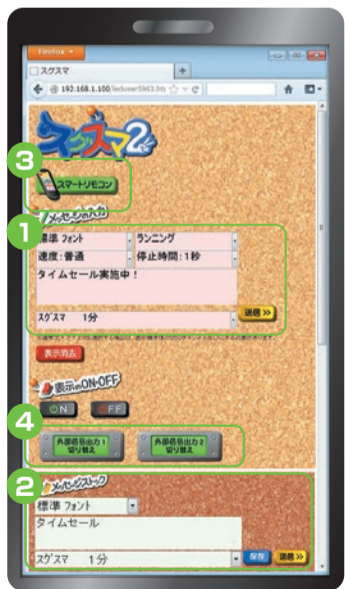 Firefox
スグスマ
192.168.1.100/leduser5963.ht
スグスマ2
3
スマートリモコン
メッセージの入力
1
標準 フォント
ランニング
速度:普通
停止時間:1秒
タイムセール実施中!
スグスマ 1分
送信 >>
表示消去
表示のON・OFF
ON
OFF
4
外部信号出力1
切り替え
外部信号出力2
切り替え
2
メッセージストック
標準 フォント
タイムセール
スグスマ 1分
保存
送信 >>